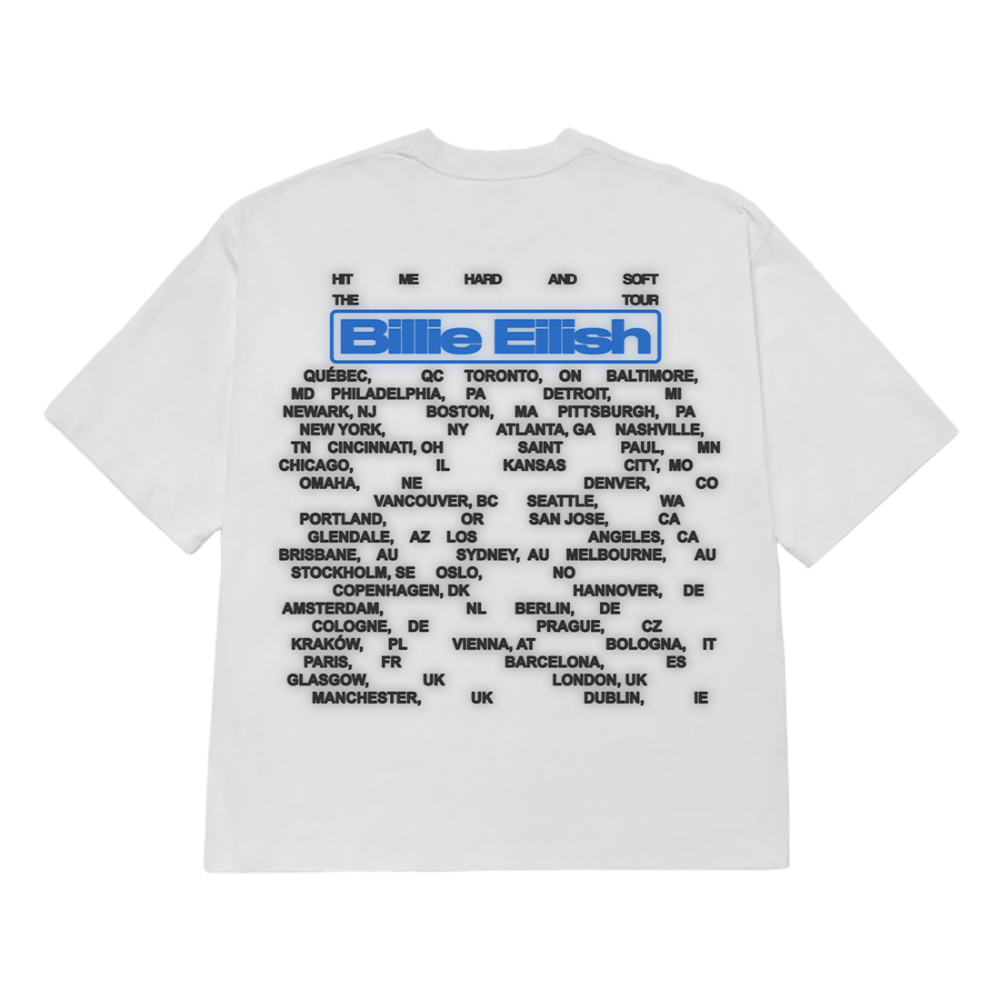 HIT ME HARD AND SOFT
THE TOUR
Billie Eilish
QUÉBEC, QC TORONTO, ON BALTIMORE,
MD PHILADELPHIA, PA DETROIT, MI
NEWARK, NJ BOSTON, MA PITTSBURGH, PA
NEW YORK, NY ATLANTA, GA NASHVILLE,
TN CINCINNATI, OH SAINT PAUL, MN
CHICAGO, IL KANSAS CITY, MO
OMAHA, NE DENVER, CO
VANCOUVER, BC SEATTLE, WA
PORTLAND, OR SAN JOSE, CA
GLENDALE, AZ LOS ANGELES, CA
BRISBANE, AU SYDNEY, AU MELBOURNE, AU
STOCKHOLM, SE OSLO, NO
COPENHAGEN, DK HANNOVER, DE
AMSTERDAM, NL BERLIN, DE
COLOGNE, DE PRAGUE, CZ
KRAKÓW, PL VIENNA, AT BOLOGNA, IT
PARIS, FR BARCELONA, ES
GLASGOW, UK LONDON, UK
MANCHESTER, UK DUBLIN, IE